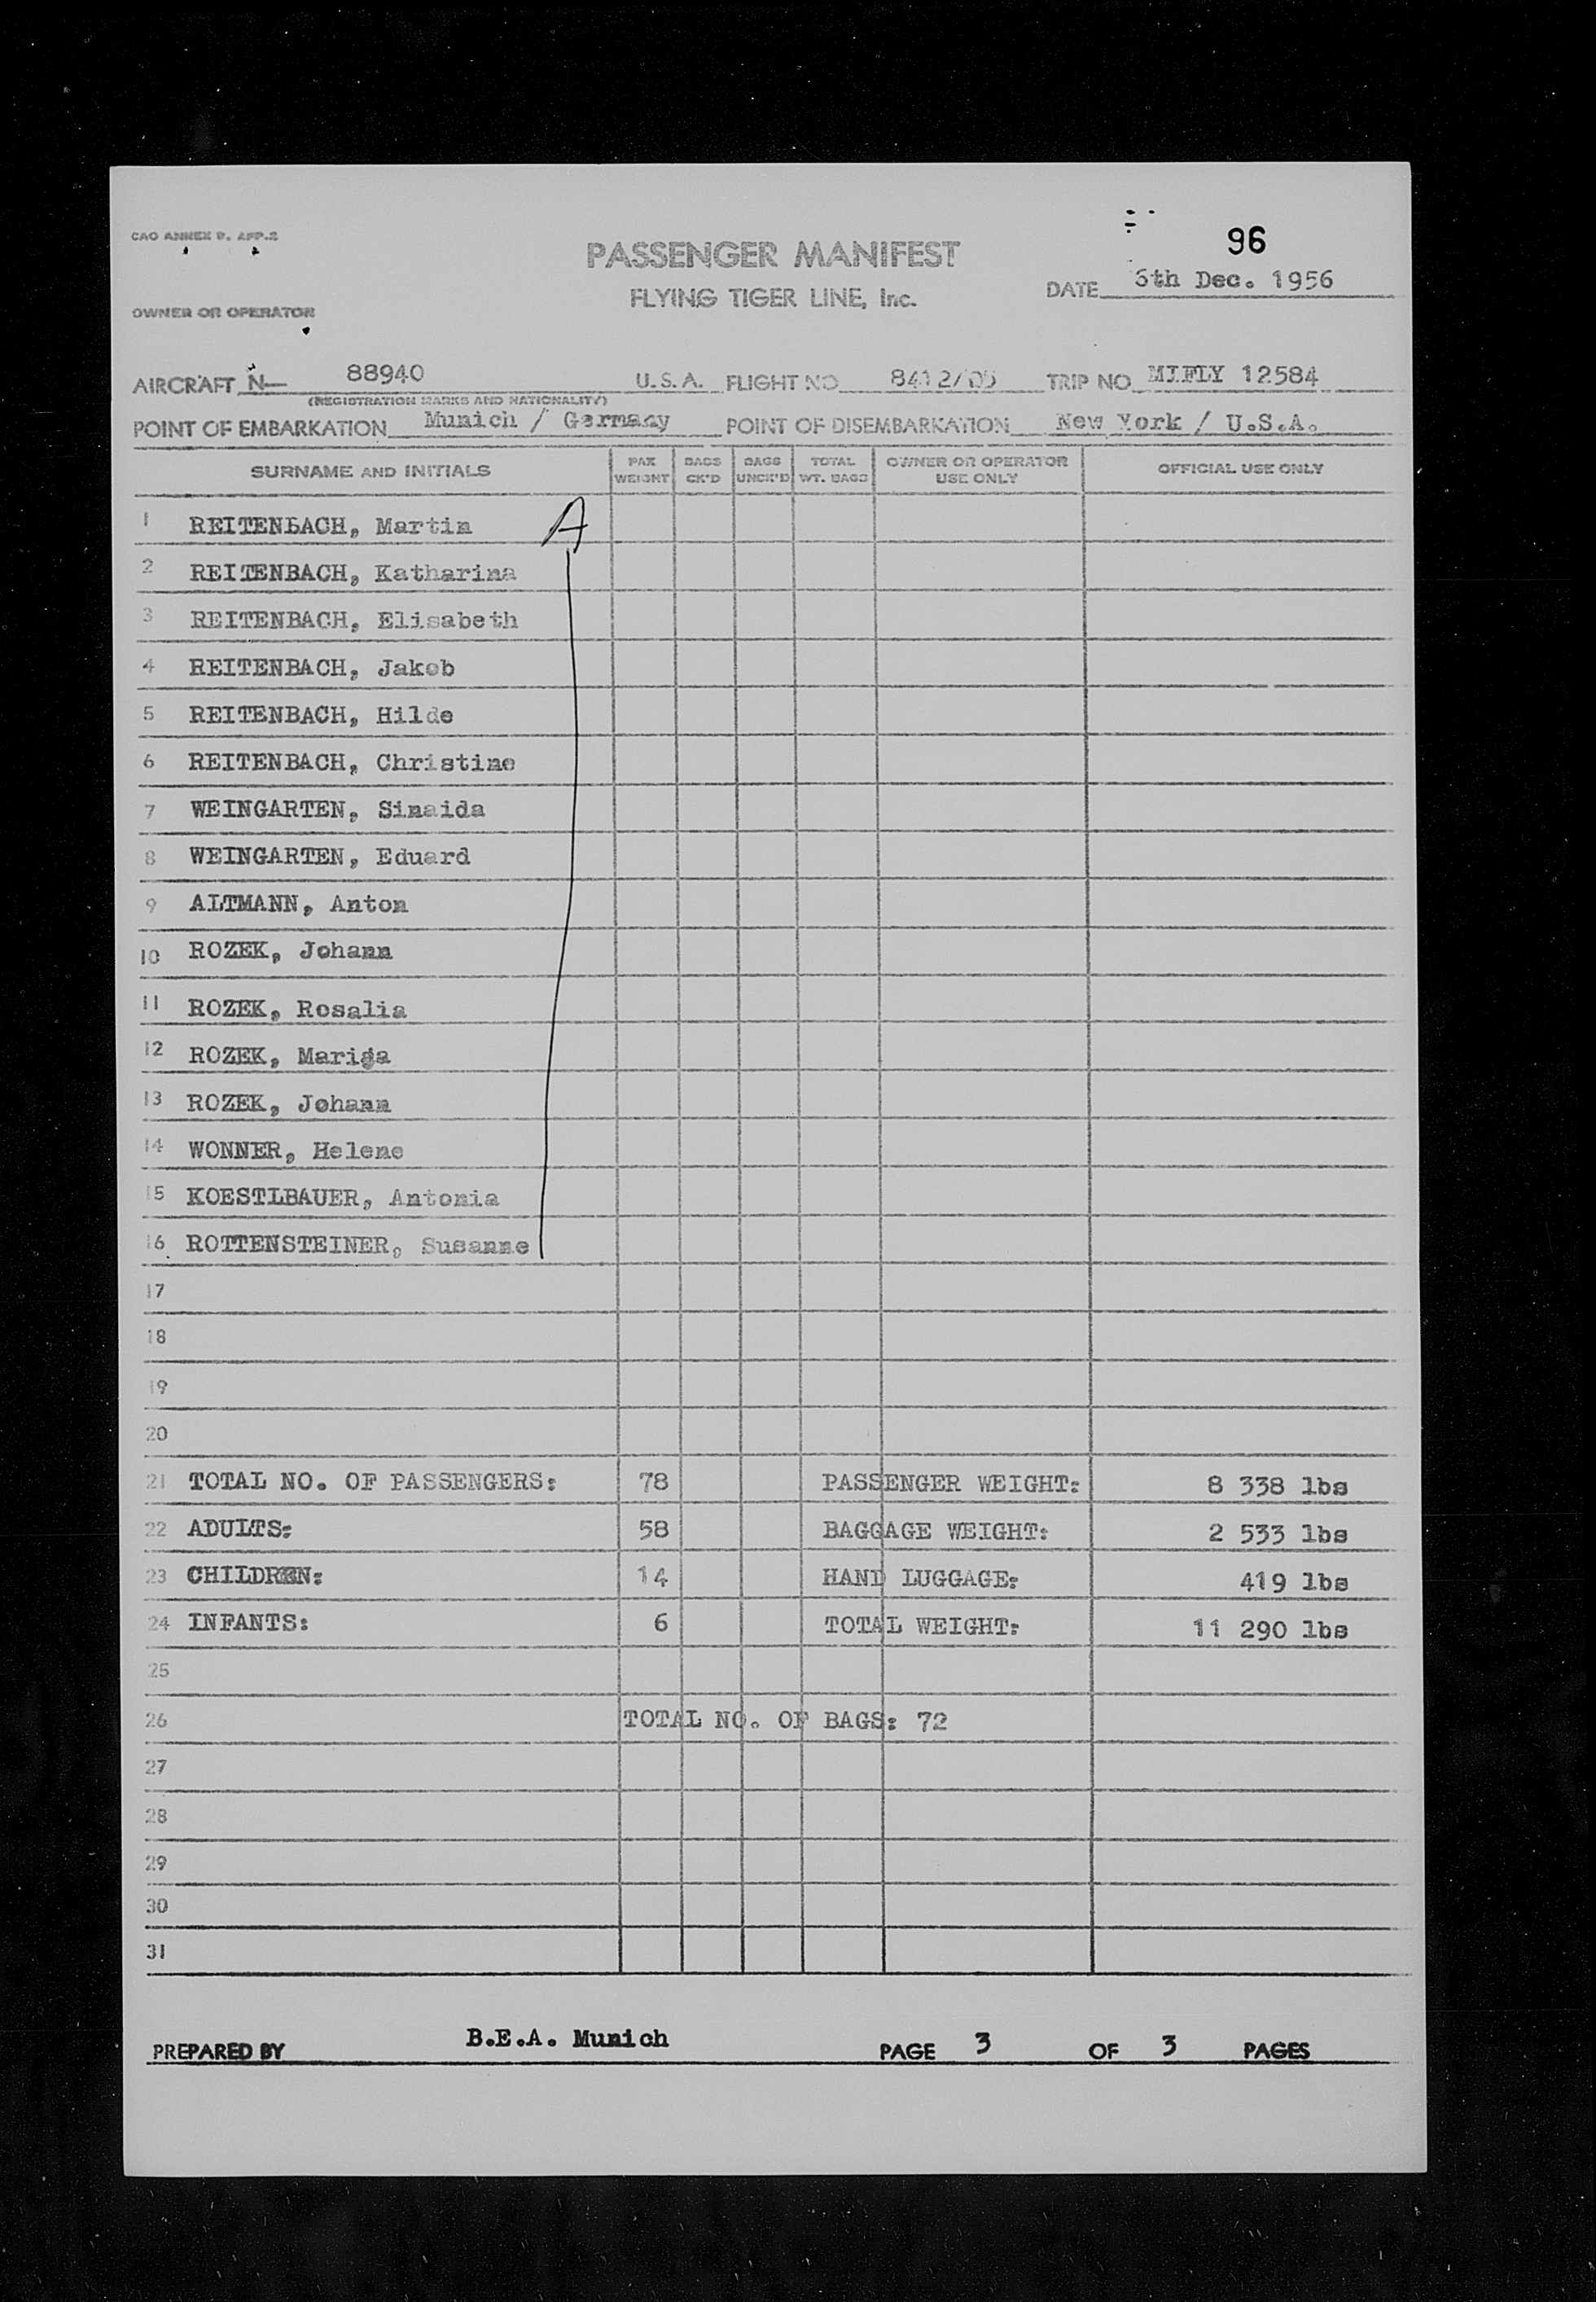 96
PASSENGER MANIFEST
FLYING TIGER LINE, Inc.
DATE 6th Dec. 1956
OWNER OR OPERATOR
AIRCRAFT N— 88940 U.S.A. FLIGHT NO. TRIP NO. MIFLY 12584
(REGISTRATION MARKS AND NATIONALITY)
POINT OF EMBARKATION Munich / Germany POINT OF DISEMBARKATION New York / U.S.A.
SURNAME AND INITIALS PAX WEIGHT BAGS CK'D BAGS UNCK'D TOTAL WT. BAGS OWNER OR OPERATOR USE ONLY OFFICIAL USE ONLY
1 REITENBACH, Martin A
2 REITENBACH, Katharina
3 REITENBACH, Elisabeth
4 REITENBACH, Jakob
5 REITENBACH, Hilde
6 REITENBACH, Christine
7 WEINGARTEN, Sinaida
8 WEINGARTEN, Eduard
9 ALTMANN, Anton
10 ROZEK, Johann
11 ROZEK, Rosalia
12 ROZEK, Mariga
13 ROZEK, Johann
14 WONNER, Helene
15 KOESTLBAUER, Antonia
16 ROTTENSTEINER, Susanne
17
18
19
20
21 TOTAL NO. OF PASSENGERS: 78 PASSENGER WEIGHT: 8 338 lbs
22 ADULTS: 58 BAGGAGE WEIGHT: 2 533 lbs
23 CHILDREN: 14 HAND LUGGAGE: 419 lbs
24 INFANTS: 6 TOTAL WEIGHT: 11 290 lbs
25
26 TOTAL NO. OF BAGS: 72
27
28
29
30
31
PREPARED BY B.E.A. Munich PAGE 3 OF 3 PAGES